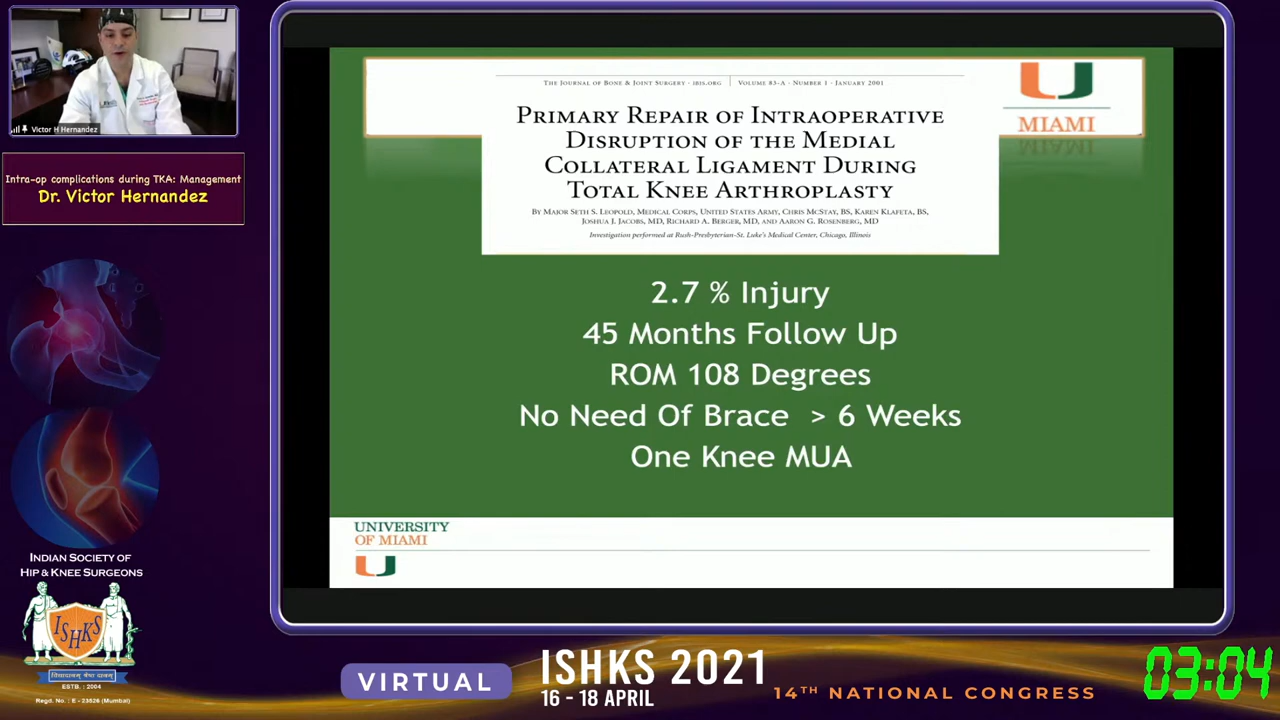 Victor H Hernandez
Intra-op complications during TKA: Management
Dr. Victor Hernandez
THE JOURNAL OF BONE & JOINT SURGERY · JBJS.ORG | VOLUME 83-A · NUMBER 1 · JANUARY 2001
PRIMARY REPAIR OF INTRAOPERATIVE
DISRUPTION OF THE MEDIAL
COLLATERAL LIGAMENT DURING
TOTAL KNEE ARTHROPLASTY
BY MAJOR SETH S. LEOPOLD, MEDICAL CORPS, UNITED STATES ARMY, CHRIS MCSTAY, BS, KAREN KLAFETA, BS,
JOSHUA J. JACOBS, MD, RICHARD A. BERGER, MD, AND AARON G. ROSENBERG, MD
Investigation performed at Rush-Presbyterian-St. Luke's Medical Center, Chicago, Illinois
U
MIAMI
2.7 % Injury
45 Months Follow Up
ROM 108 Degrees
No Need Of Brace > 6 Weeks
One Knee MUA
UNIVERSITY
OF MIAMI
U
INDIAN SOCIETY OF
HIP & KNEE SURGEONS
ISHKS
ESTB. : 2004
Regd. No. : E - 23526 (Mumbai)
VIRTUAL
ISHKS 2021
16 - 18 APRIL
14TH NATIONAL CONGRESS
03:04